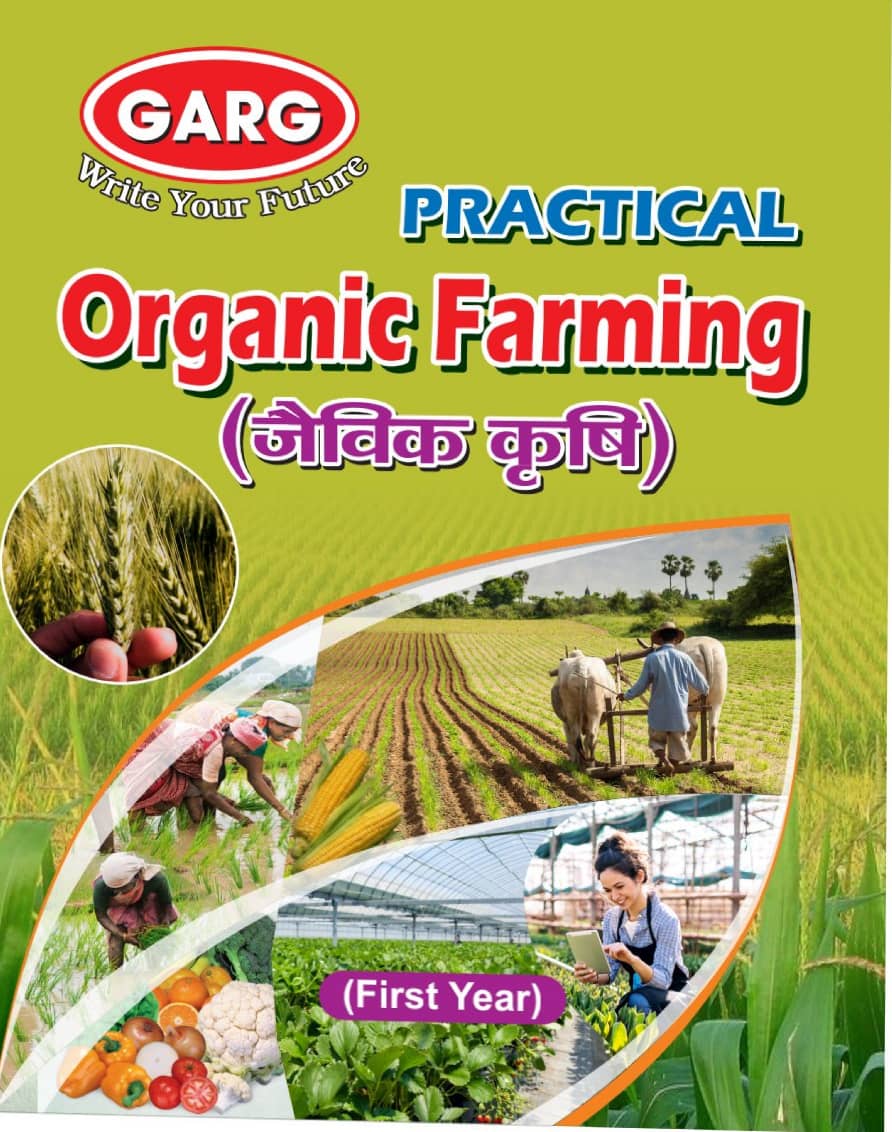 GARG
Write Your Future
PRACTICAL
Organic Farming
(जैविक कृषि)
(First Year)